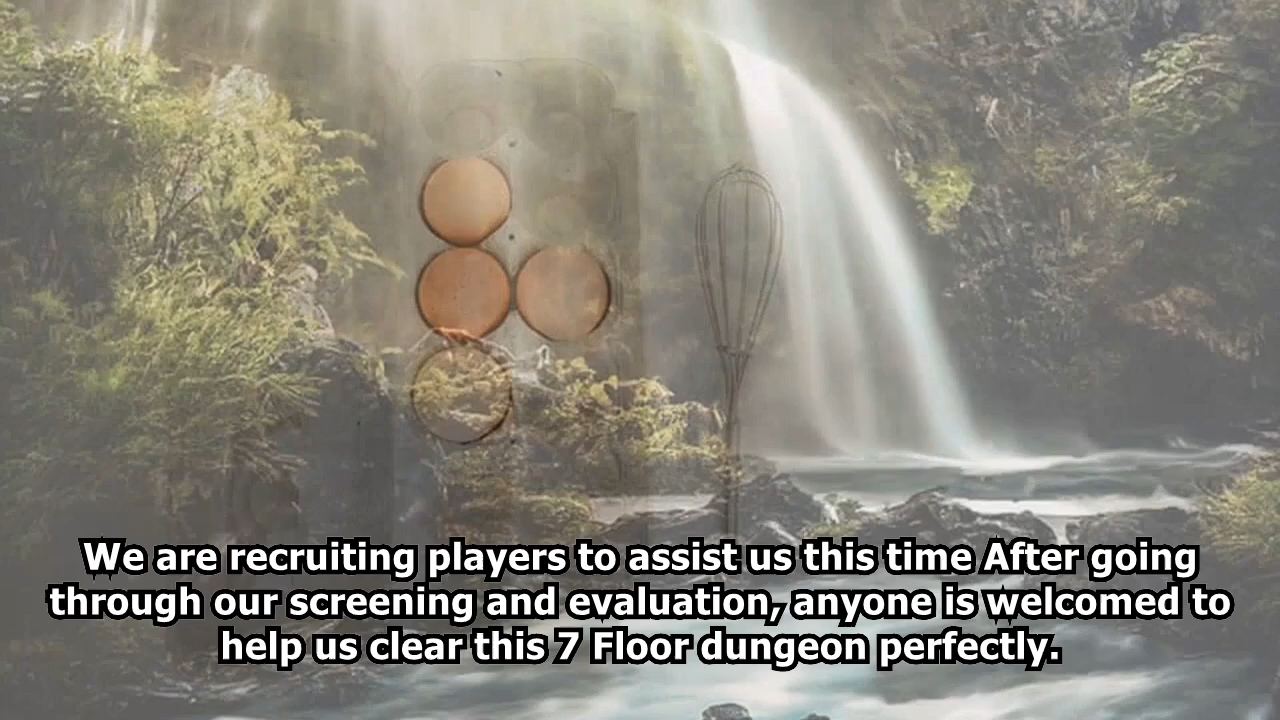 We are recruiting players to assist us this time After going
through our screening and evaluation, anyone is welcomed to
help us clear this 7 Floor dungeon perfectly.